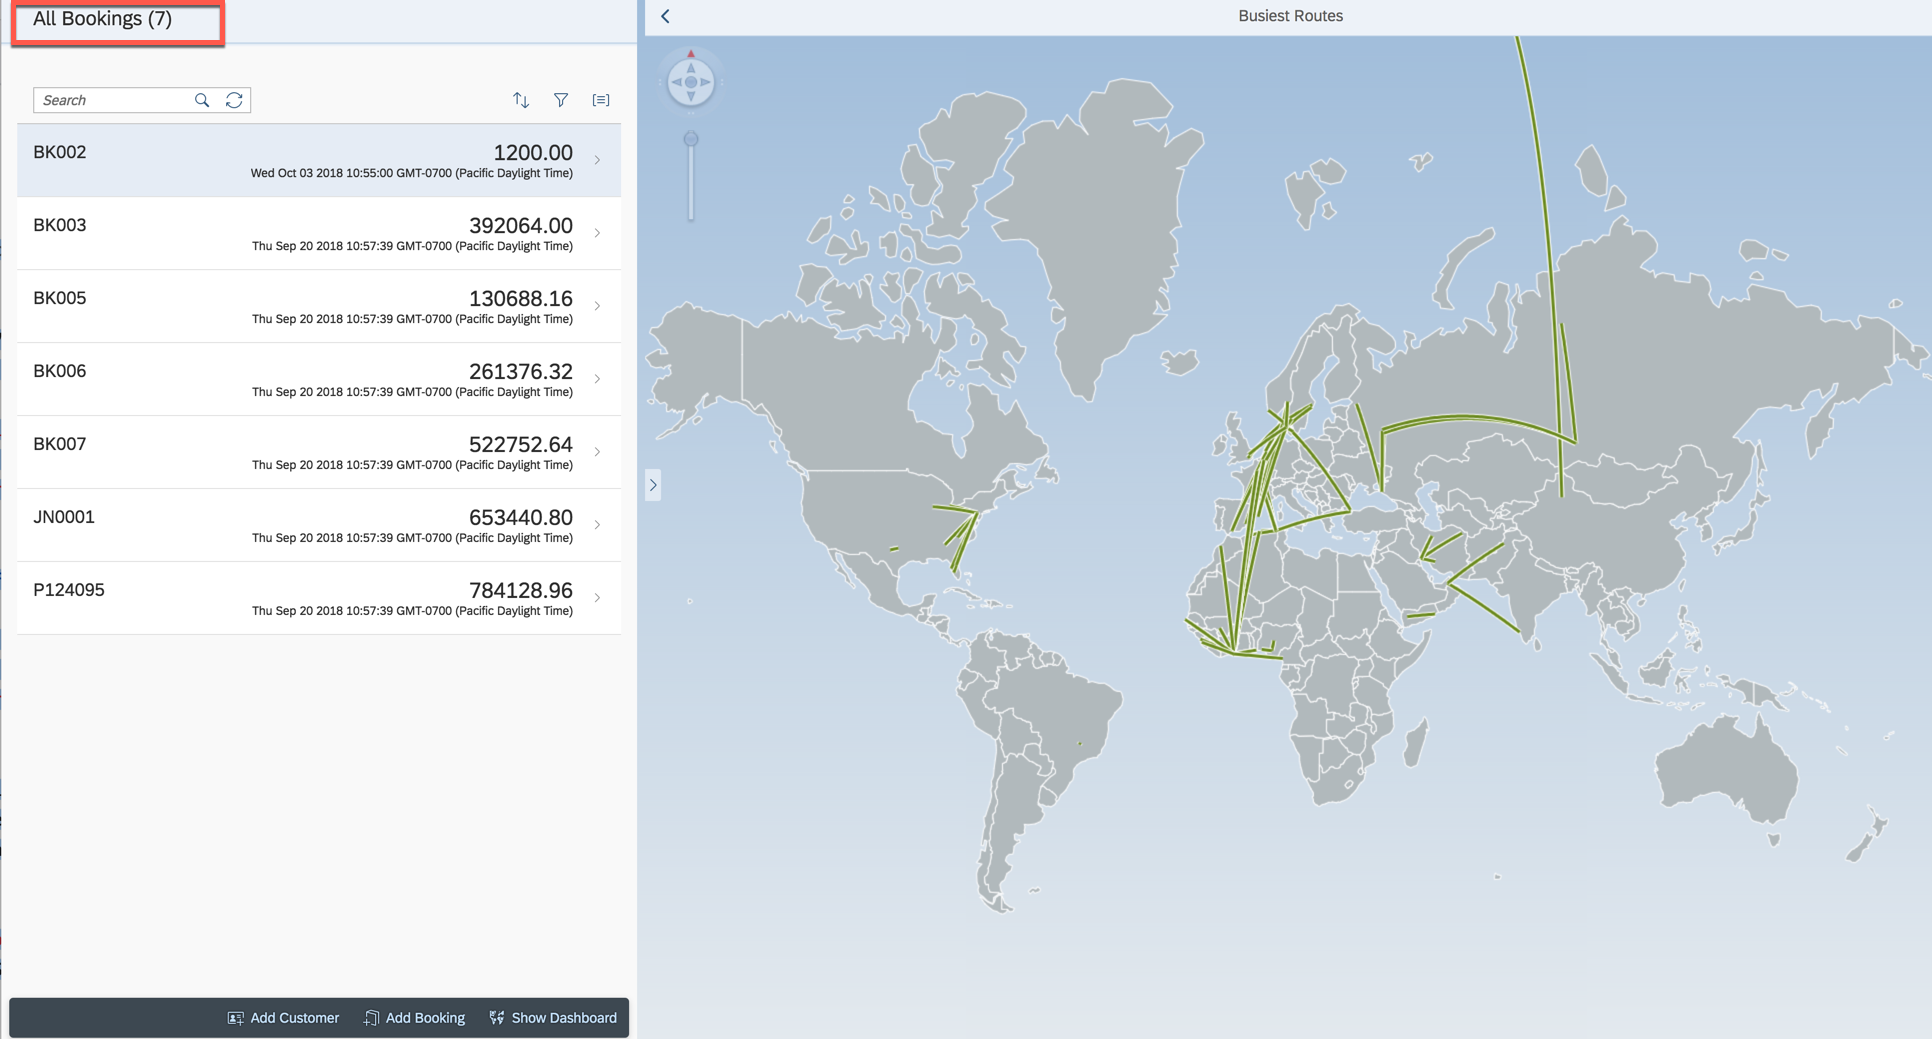 All Bookings (7)
Search
BK002
1200.00
Wed Oct 03 2018 10:55:00 GMT-0700 (Pacific Daylight Time)
BK003
392064.00
Thu Sep 20 2018 10:57:39 GMT-0700 (Pacific Daylight Time)
BK005
130688.16
Thu Sep 20 2018 10:57:39 GMT-0700 (Pacific Daylight Time)
BK006
261376.32
Thu Sep 20 2018 10:57:39 GMT-0700 (Pacific Daylight Time)
BK007
522752.64
Thu Sep 20 2018 10:57:39 GMT-0700 (Pacific Daylight Time)
JN0001
653440.80
Thu Sep 20 2018 10:57:39 GMT-0700 (Pacific Daylight Time)
P124095
784128.96
Thu Sep 20 2018 10:57:39 GMT-0700 (Pacific Daylight Time)
Add Customer
Add Booking
Show Dashboard
Busiest Routes